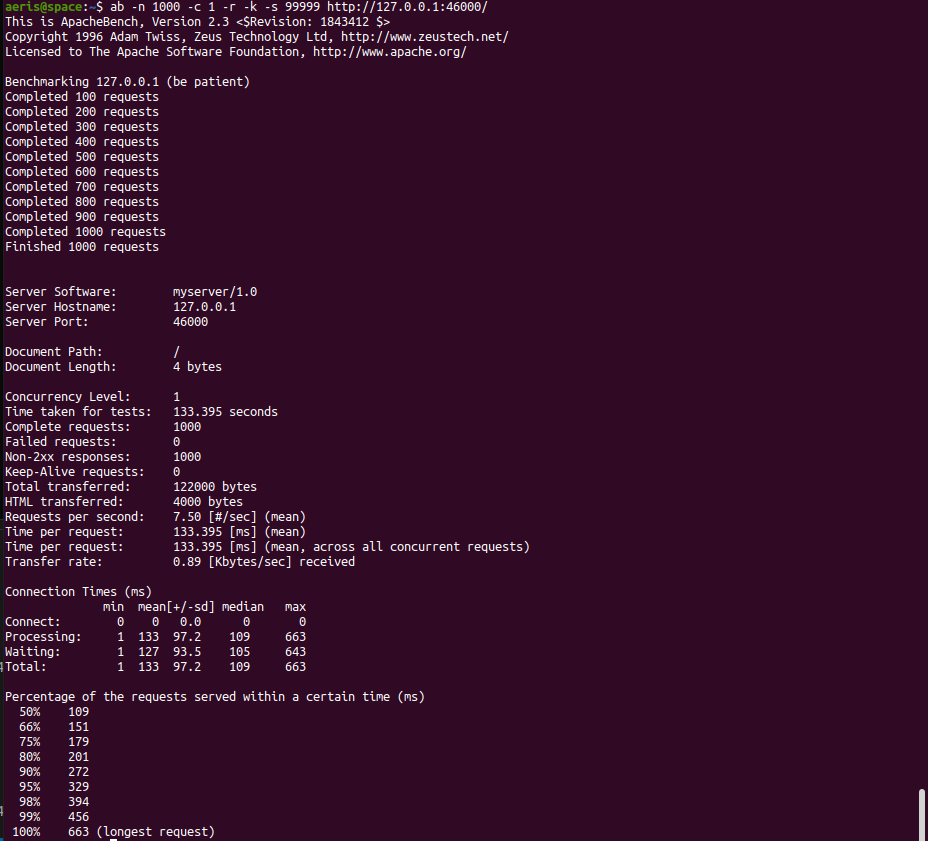 aeris@space:~$ ab -n 1000 -c 1 -r -k -s 99999 http://127.0.0.1:46000/
This is ApacheBench, Version 2.3 <$Revision: 1843412 $>
Copyright 1996 Adam Twiss, Zeus Technology Ltd, http://www.zeustech.net/
Licensed to The Apache Software Foundation, http://www.apache.org/

Benchmarking 127.0.0.1 (be patient)
Completed 100 requests
Completed 200 requests
Completed 300 requests
Completed 400 requests
Completed 500 requests
Completed 600 requests
Completed 700 requests
Completed 800 requests
Completed 900 requests
Completed 1000 requests
Finished 1000 requests

Server Software:        myserver/1.0
Server Hostname:        127.0.0.1
Server Port:            46000

Document Path:          /
Document Length:        4 bytes

Concurrency Level:      1
Time taken for tests:   133.395 seconds
Complete requests:      1000
Failed requests:        0
Non-2xx responses:      1000
Keep-Alive requests:    0
Total transferred:      122000 bytes
HTML transferred:       4000 bytes
Requests per second:    7.50 [#/sec] (mean)
Time per request:       133.395 [ms] (mean)
Time per request:       133.395 [ms] (mean, across all concurrent requests)
Transfer rate:          0.89 [Kbytes/sec] received

Connection Times (ms)
              min  mean[+/-sd] median   max
Connect:        0    0   0.0      0       0
Processing:     1  133  97.2    109     663
Waiting:        1  127  93.5    105     643
Total:          1  133  97.2    109     663

Percentage of the requests served within a certain time (ms)
  50%    109
  66%    151
  75%    179
  80%    201
  90%    272
  95%    329
  98%    394
  99%    456
 100%    663 (longest request)